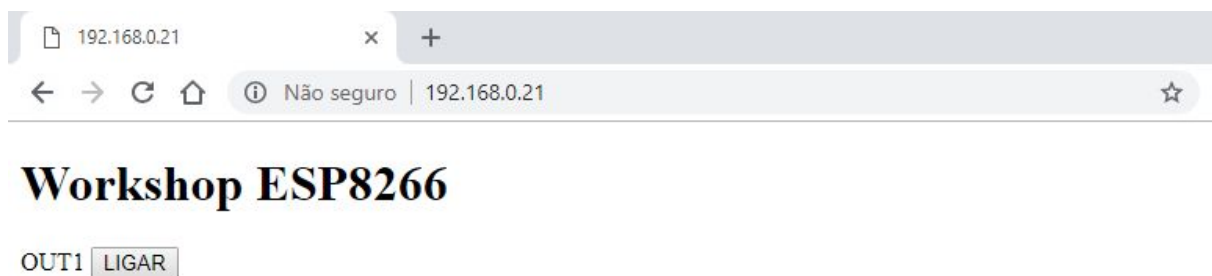 192.168.0.21
Não seguro | 192.168.0.21
Workshop ESP8266
OUT1 LIGAR